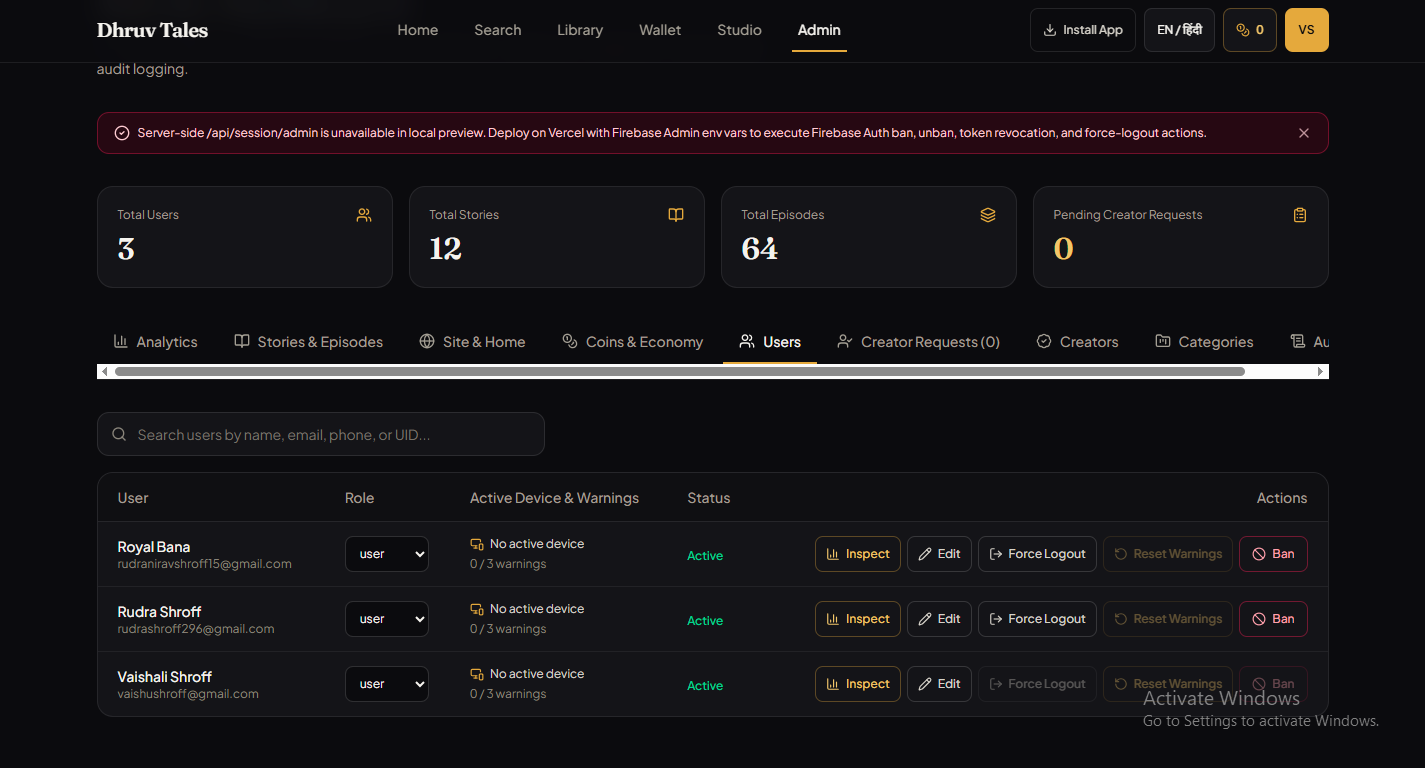 Dhruv Tales
Home Search Library Wallet Studio Admin
Install App EN / हिंदी 0 VS
audit logging.
Server-side /api/session/admin is unavailable in local preview. Deploy on Vercel with Firebase Admin env vars to execute Firebase Auth ban, unban, token revocation, and force-logout actions.
Total Users
3
Total Stories
12
Total Episodes
64
Pending Creator Requests
0
Analytics Stories & Episodes Site & Home Coins & Economy Users Creator Requests (0) Creators Categories Au
Search users by name, email, phone, or UID...
User Role Active Device & Warnings Status Actions
Royal Bana user No active device Active Inspect Edit Force Logout Reset Warnings Ban
rudraniravshroff15@gmail.com 0 / 3 warnings
Rudra Shroff user No active device Active Inspect Edit Force Logout Reset Warnings Ban
rudrashroff296@gmail.com 0 / 3 warnings
Vaishali Shroff user No active device Active Inspect Edit Force Logout Reset Warnings Ban
vaishushroff@gmail.com 0 / 3 warnings
Activate Windows
Go to Settings to activate Windows.